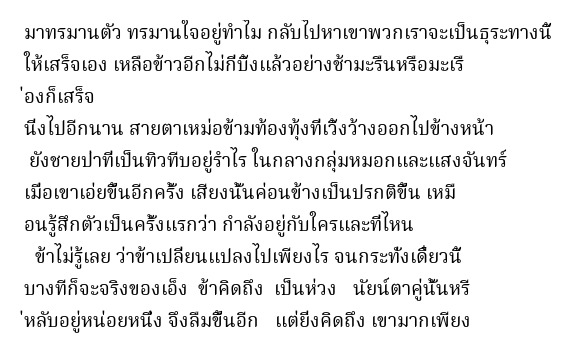 มาทรมานตัว ทรมานใจอยู่ทำไม กลับไปหาเขาพวกเราจะเป็นธุระทางนี้
ให้เสร็จเอง เหลือข้าวอีกไม่กี่บิ้งแล้วอย่างช้ามะรืนหรือมะเรื
่องก็เสร็จ
นิ่งไปอีกนาน สายตาเหม่อข้ามท้องทุ้งที่เวิ้งว้างออกไปข้างหน้า
ยังชายป่าที่เป็นทิวทึบอยู่รำไร ในกลางกลุ่มหมอกและแสงจันทร์
เมื่อเขาเอ่ยขึ้นอีกครั้ง เสียงนั้นค่อนข้างเป็นปรกติขึ้น เหมื
อนรู้สึกตัวเป็นครั้งแรกว่า กำลังอยู่กับใครและที่ไหน
ข้าไม่รู้เลย ว่าข้าเปลี่ยนแปลงไปเพียงไร จนกระทั่งเดี๋ยวนี้
บางทีก็จะจริงของเอ็ง ข้าคิดถึง เป็นห่วง นัยน์ตาคู่นั้นหรี
่หลับอยู่หน่อยหนึ่ง จึงลืมขึ้นอีก แต่ยิ่งคิดถึง เขามากเพียง